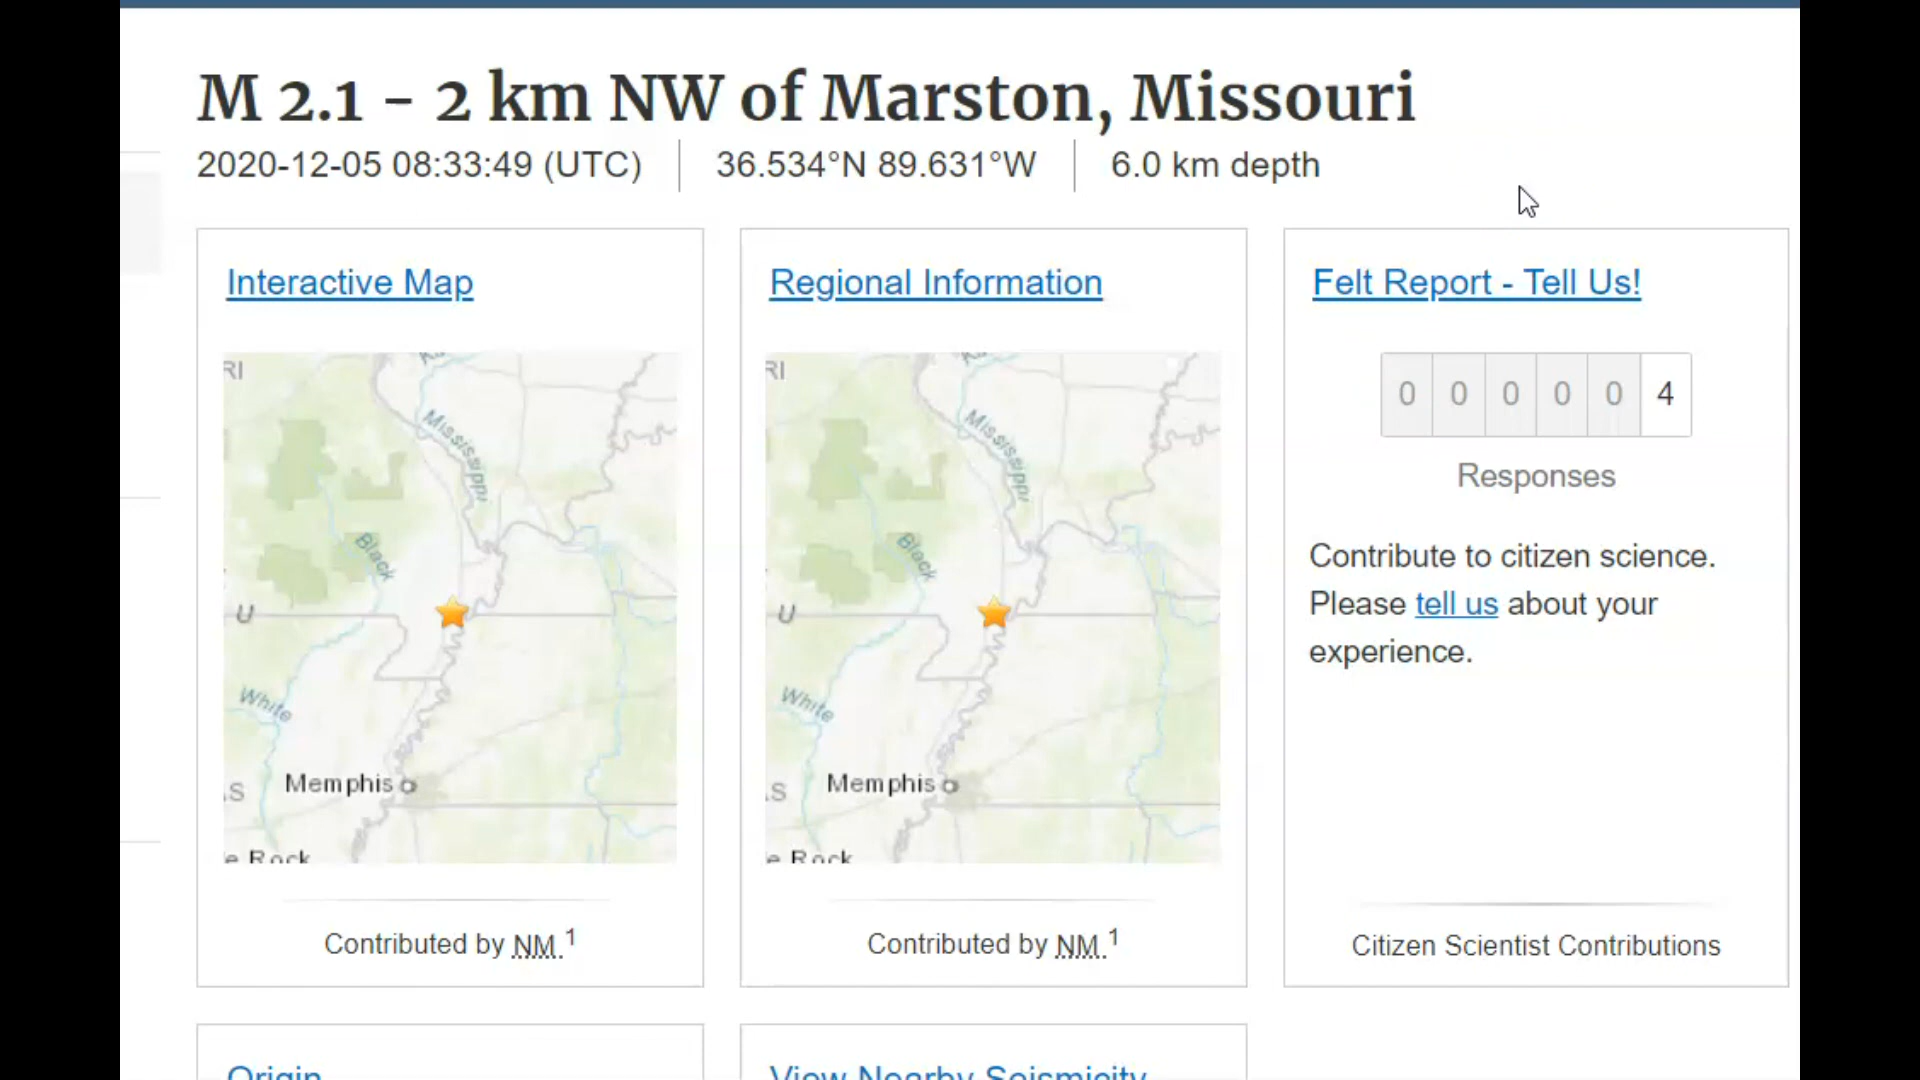 M 2.1 - 2 km NW of Marston, Missouri
2020-12-05 08:33:49 (UTC)
36.534°N 89.631°W
6.0 km depth
Interactive Map
RI
Mississippi
Black
U
White
Memphis
e Rock
Contributed by NM 1
Regional Information
RI
Mississippi
Black
U
White
Memphis
e Rock
Contributed by NM 1
Felt Report - Tell Us!
0 0 0 0 0 4
Responses
Contribute to citizen science.
Please tell us about your
experience.
Citizen Scientist Contributions
Origin
View Nearby Seismicity